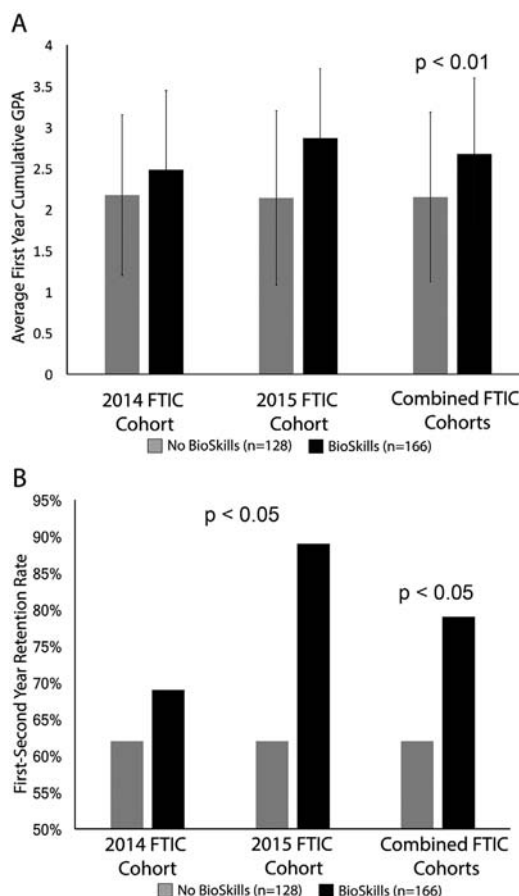 A
Average First Year Cumulative GPA
4
3.5
3
2.5
2
1.5
1
0.5
0
p < 0.01
2014 FTIC
Cohort
2015 FTIC
Cohort
Combined FTIC
Cohorts
No BioSkills (n=128) BioSkills (n=166)
B
First-Second Year Retention Rate
95%
90%
85%
80%
75%
70%
65%
60%
55%
50%
p < 0.05
p < 0.05
2014 FTIC
Cohort
2015 FTIC
Cohort
Combined FTIC
Cohorts
No BioSkills (n=128) BioSkills (n=166)